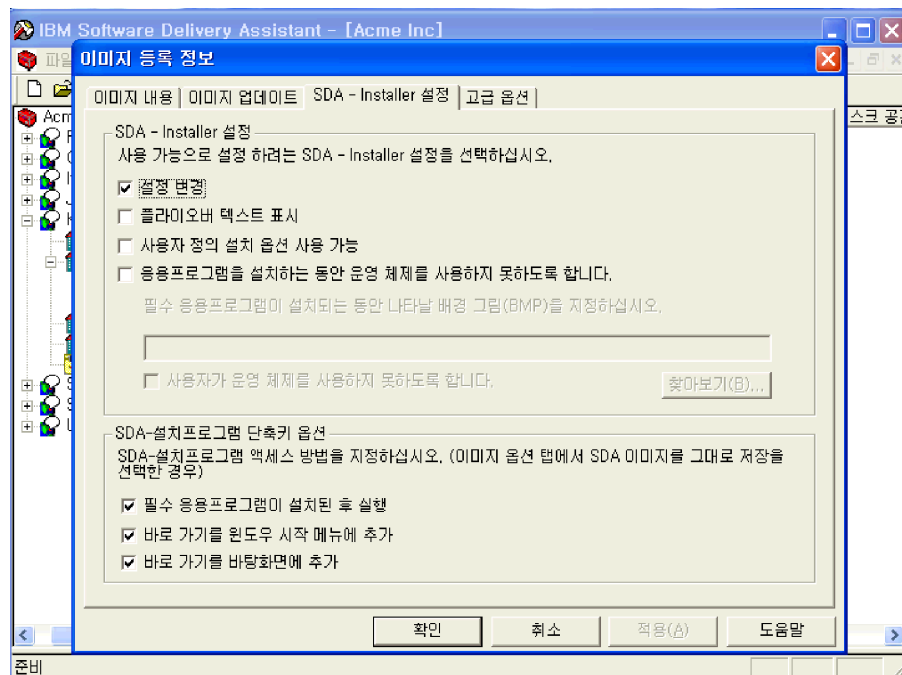 IBM Software Delivery Assistant - [Acme Inc]
파일
이미지 등록 정보
이미지 내용
이미지 업데이트
SDA - Installer 설정
고급 옵션
Acm
스크 공간
SDA - Installer 설정
사용 가능으로 설정 하려는 SDA - Installer 설정을 선택하십시오.
설정 변경
플라이오버 텍스트 표시
사용자 정의 설치 옵션 사용 가능
응용프로그램을 설치하는 동안 운영 체제를 사용하지 못하도록 합니다.
필수 응용프로그램이 설치되는 동안 나타날 배경 그림(BMP)을 지정하십시오.
사용자가 운영 체제를 사용하지 못하도록 합니다.
찾아보기(B)...
SDA-설치프로그램 단축키 옵션
SDA-설치프로그램 액세스 방법을 지정하십시오. (이미지 옵션 탭에서 SDA 이미지를 그대로 저장을
선택한 경우)
필수 응용프로그램이 설치된 후 실행
바로 가기를 윈도우 시작 메뉴에 추가
바로 가기를 바탕화면에 추가
확인
취소
적용(A)
도움말
준비